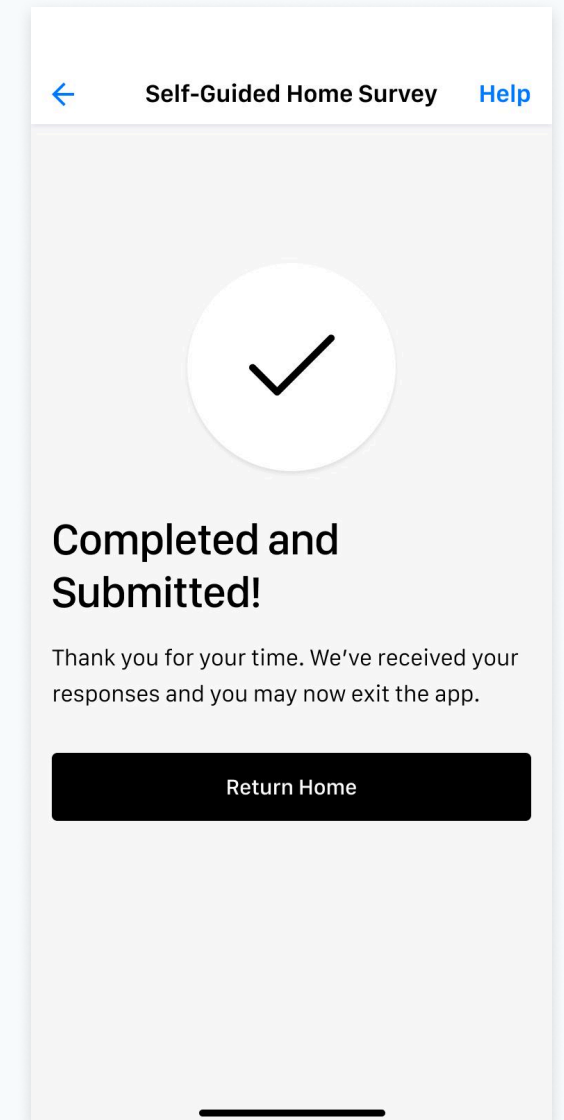 Self-Guided Home Survey
Help
Completed and
Submitted!
Thank you for your time. We’ve received your
responses and you may now exit the app.
Return Home